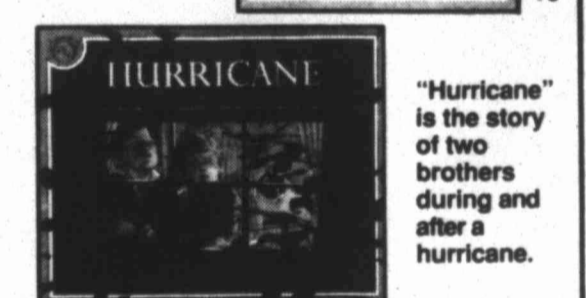 HURRICANE
"Hurricane"
is the story
of two
brothers
during and
after a
hurricane.